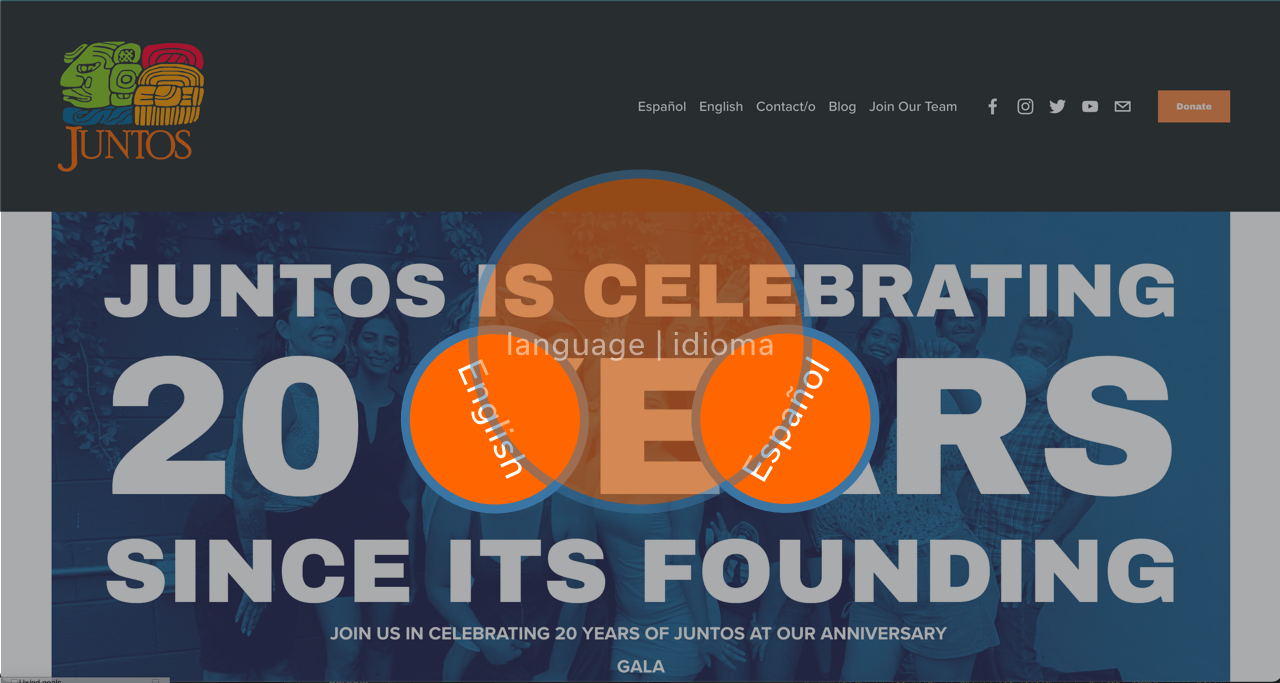 JUNTOS
Español English Contact/o Blog Join Our Team
Donate
JUNTOS IS CELEBRATING
language | idioma
20 YEARS
English
Español
SINCE ITS FOUNDING
JOIN US IN CELEBRATING 20 YEARS OF JUNTOS AT OUR ANNIVERSARY
GALA